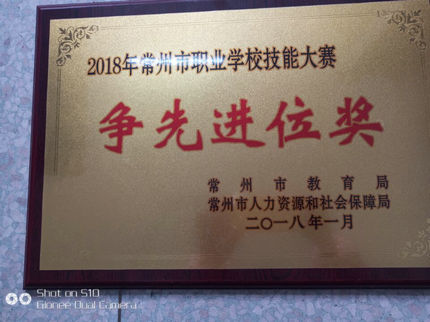 2018年常州市职业学校技能大赛
争先进位奖
常州市教育局
常州市人力资源和社会保障局
二〇一八年一月
Shot on S10
Gionee Dual Camera